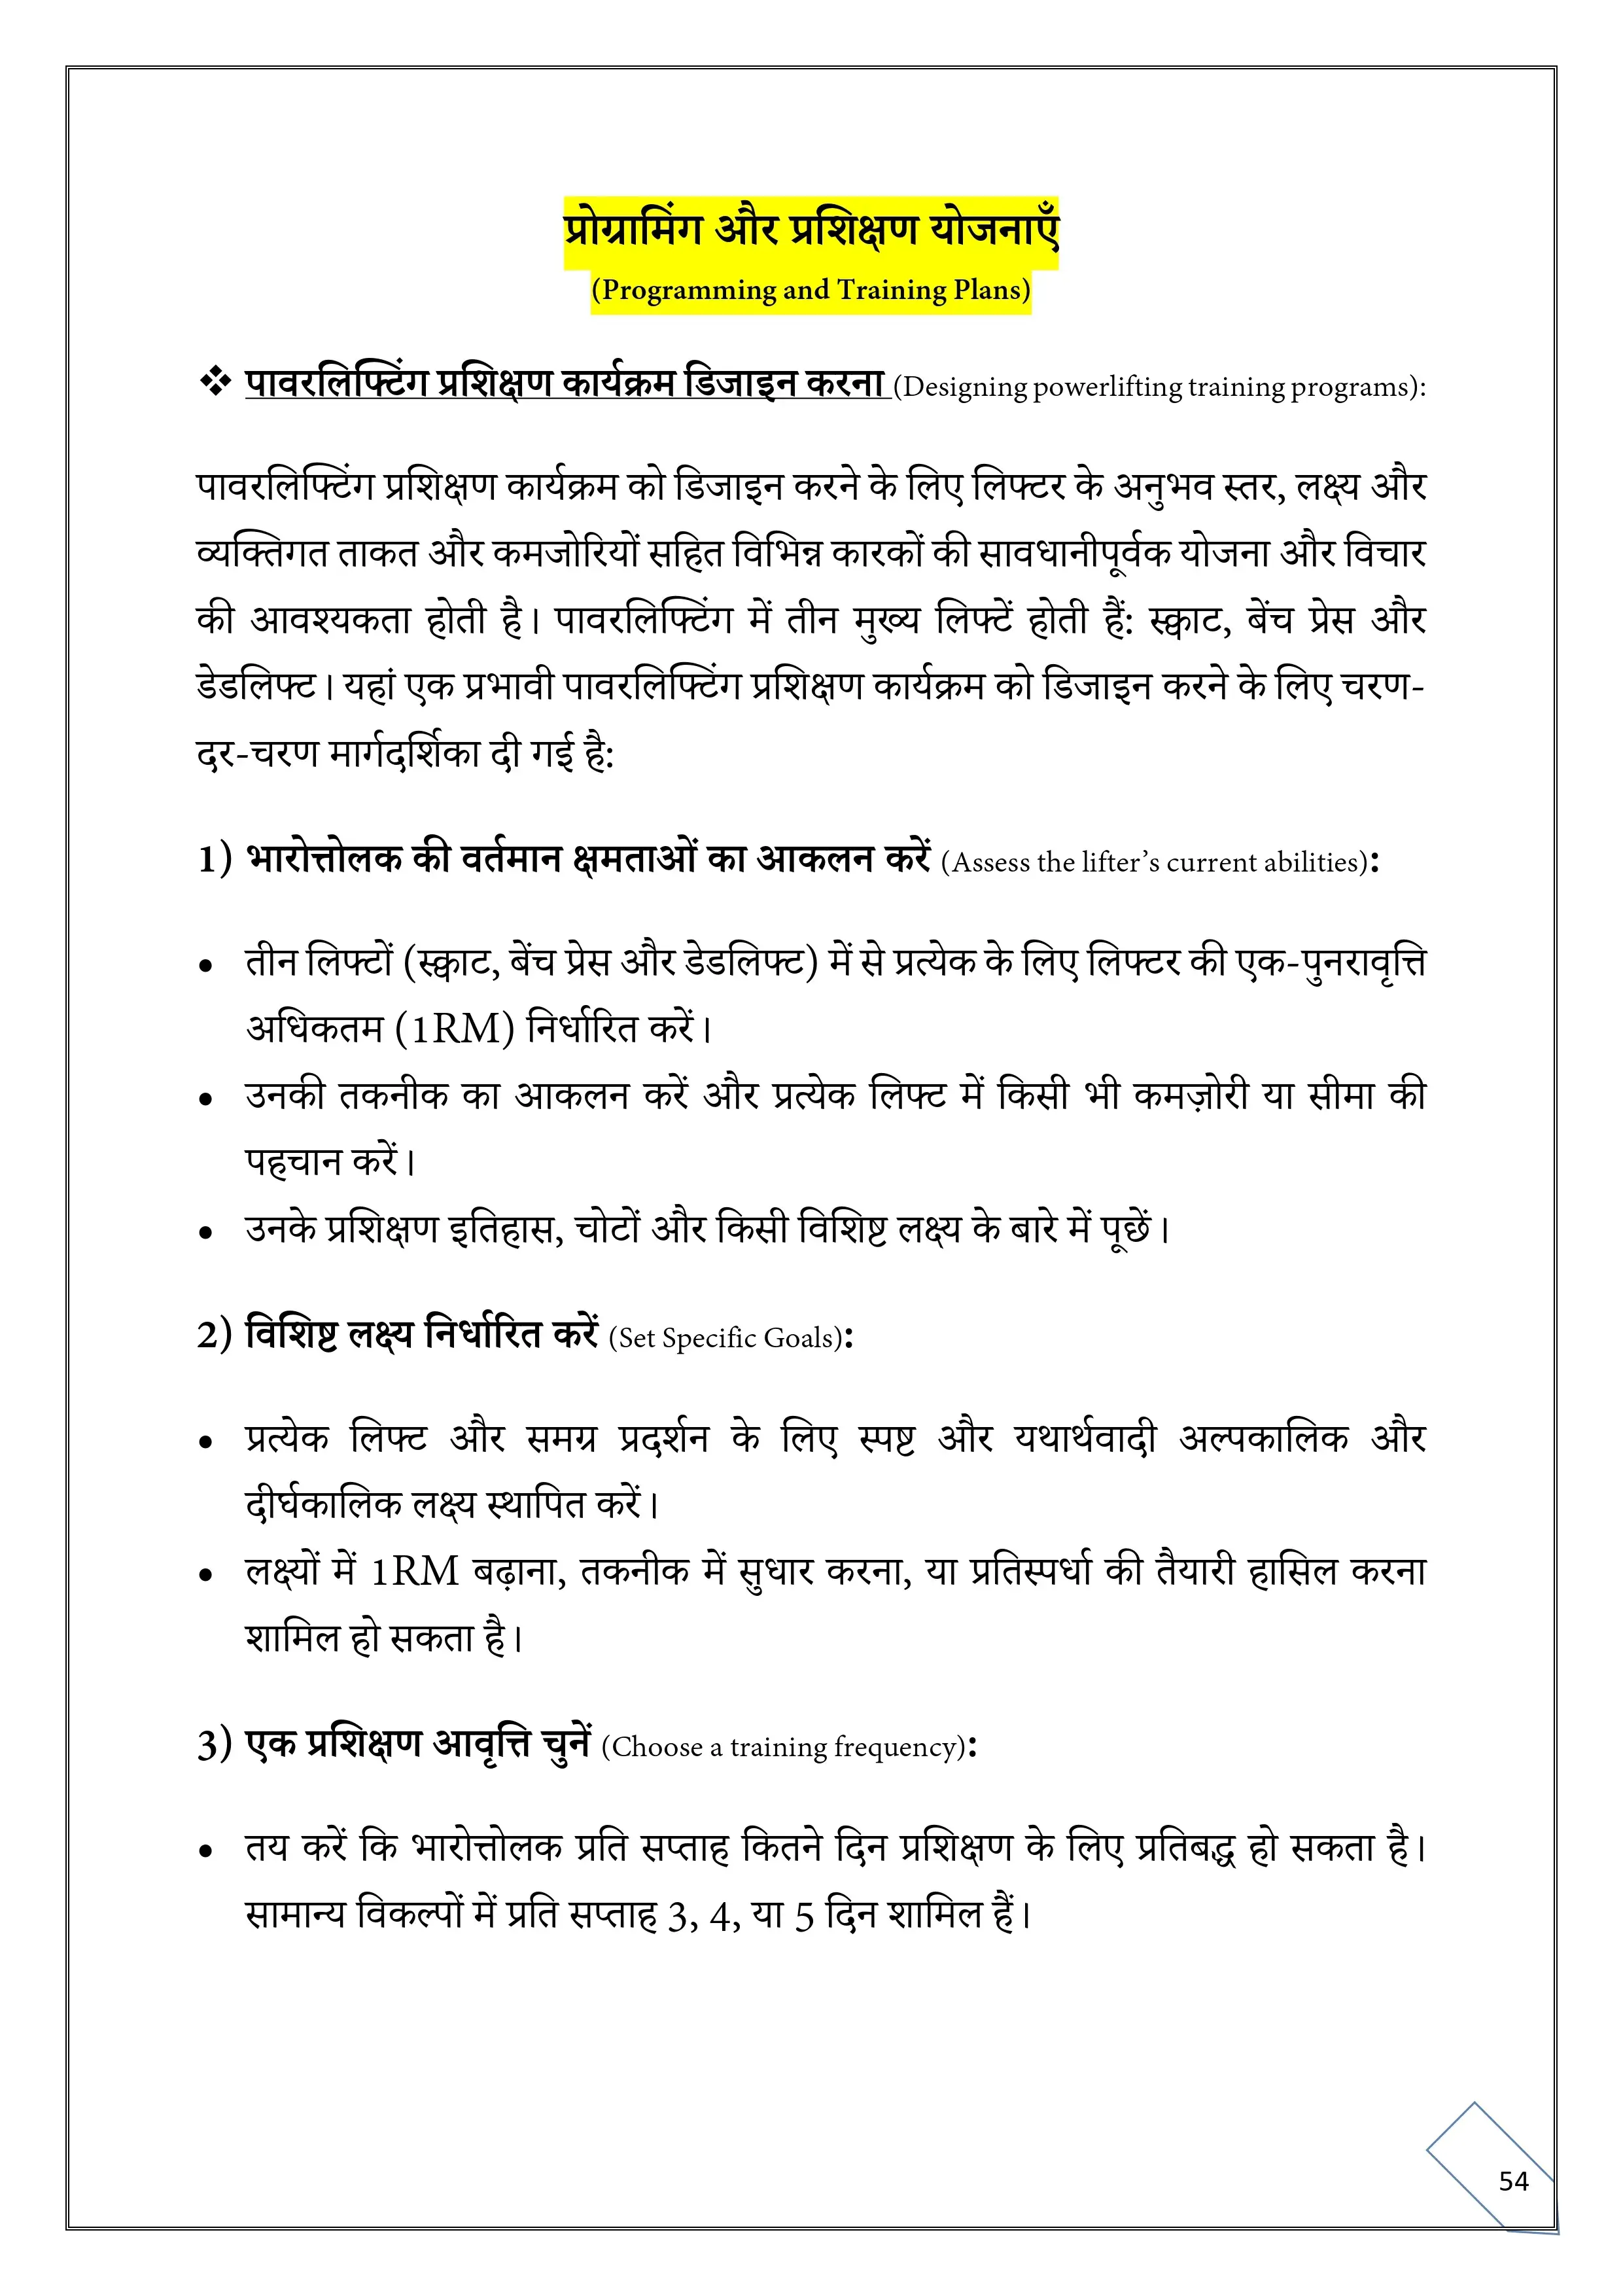 प्रोग्रामिंग और प्रशिक्षण योजनाएँ
(Programming and Training Plans)
❖ पावरलिफ्टिंग प्रशिक्षण कार्यक्रम डिजाइन करना (Designing powerlifting training programs):
पावरलिफ्टिंग प्रशिक्षण कार्यक्रम को डिजाइन करने के लिए लिफ्टर के अनुभव स्तर, लक्ष्य और
व्यक्तिगत ताकत और कमजोरियों सहित विभिन्न कारकों की सावधानीपूर्वक योजना और विचार
की आवश्यकता होती है। पावरलिफ्टिंग में तीन मुख्य लिफ्टें होती हैं: स्क्वाट, बेंच प्रेस और
डेडलिफ्ट। यहां एक प्रभावी पावरलिफ्टिंग प्रशिक्षण कार्यक्रम को डिजाइन करने के लिए चरण-
दर-चरण मार्गदर्शिका दी गई है:
1) भारोत्तोलक की वर्तमान क्षमताओं का आकलन करें (Assess the lifter’s current abilities):
• तीन लिफ्टों (स्क्वाट, बेंच प्रेस और डेडलिफ्ट) में से प्रत्येक के लिए लिफ्टर की एक-पुनरावृत्ति
अधिकतम (1RM) निर्धारित करें।
• उनकी तकनीक का आकलन करें और प्रत्येक लिफ्ट में किसी भी कमज़ोरी या सीमा की
पहचान करें।
• उनके प्रशिक्षण इतिहास, चोटों और किसी विशिष्ट लक्ष्य के बारे में पूछें।
2) विशिष्ट लक्ष्य निर्धारित करें (Set Specific Goals):
• प्रत्येक लिफ्ट और समग्र प्रदर्शन के लिए स्पष्ट और यथार्थवादी अल्पकालिक और
दीर्घकालिक लक्ष्य स्थापित करें।
• लक्ष्यों में 1RM बढ़ाना, तकनीक में सुधार करना, या प्रतिस्पर्धा की तैयारी हासिल करना
शामिल हो सकता है।
3) एक प्रशिक्षण आवृत्ति चुनें (Choose a training frequency):
• तय करें कि भारोत्तोलक प्रति सप्ताह कितने दिन प्रशिक्षण के लिए प्रतिबद्ध हो सकता है।
सामान्य विकल्पों में प्रति सप्ताह 3, 4, या 5 दिन शामिल हैं।
54